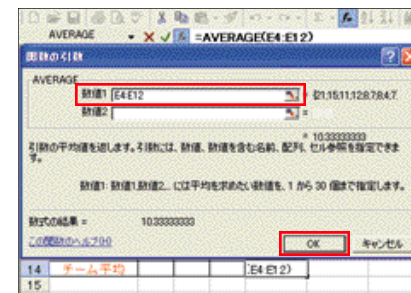 AVERAGE =AVERAGE(E4:E12)
関数の引数
AVERAGE
数値1 E4:E12 = {21;15;11;12;8;7;8;4;7.
数値2 =
= 10.33333333
引数の平均値を返します。引数には、数値、数値を含む名前、配列、セル参照を指定できま
す。
数値1: 数値1,数値2,... には平均を求めたい数値を、1 から 30 個まで指定します。
数式の結果 = 10.33333333
この関数のヘルプ(H)
OK キャンセル
14 チーム平均 E4:E12)
15